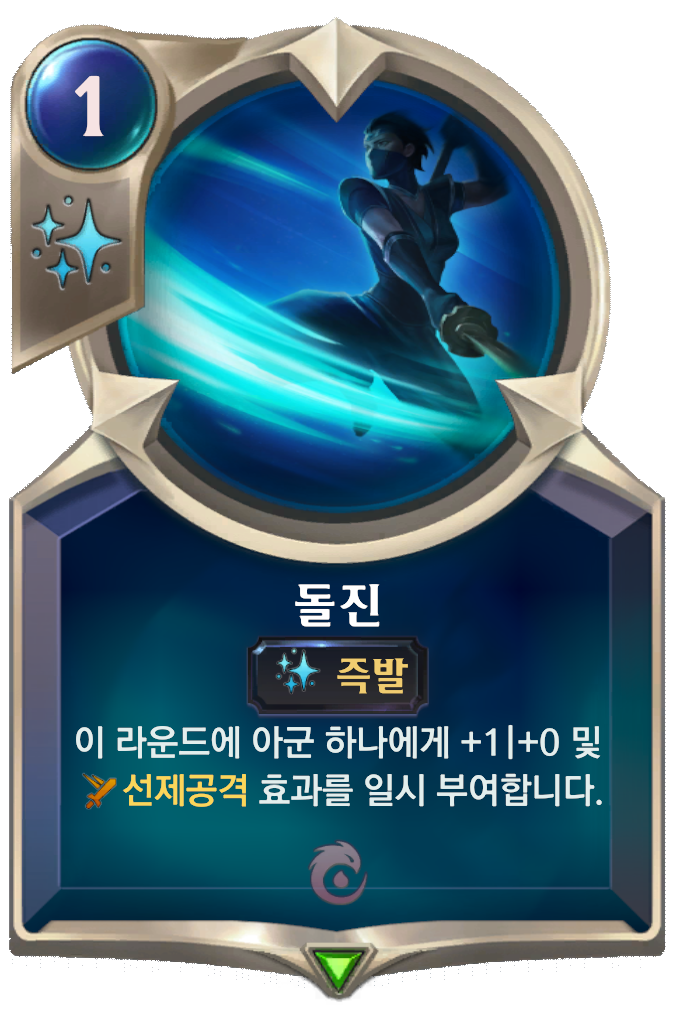 1
돌진
즉발
이 라운드에 아군 하나에게 +1|+0 및
선제공격 효과를 일시 부여합니다.